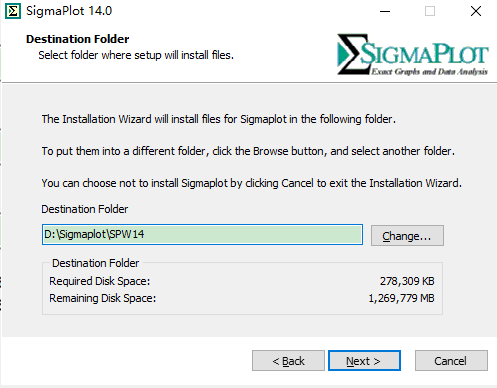 SigmaPlot 14.0
Destination Folder
Select folder where setup will install files.
SIGMAPLOT
Exact Graphs and Data Analysis
The Installation Wizard will install files for Sigmaplot in the following folder.
To put them into a different folder, click the Browse button, and select another folder.
You can choose not to install Sigmaplot by clicking Cancel to exit the Installation Wizard.
Destination Folder
D:\Sigmaplot\SPW14
Change...
Destination Folder
Required Disk Space: 278,309 KB
Remaining Disk Space: 1,269,779 MB
< Back Next > Cancel